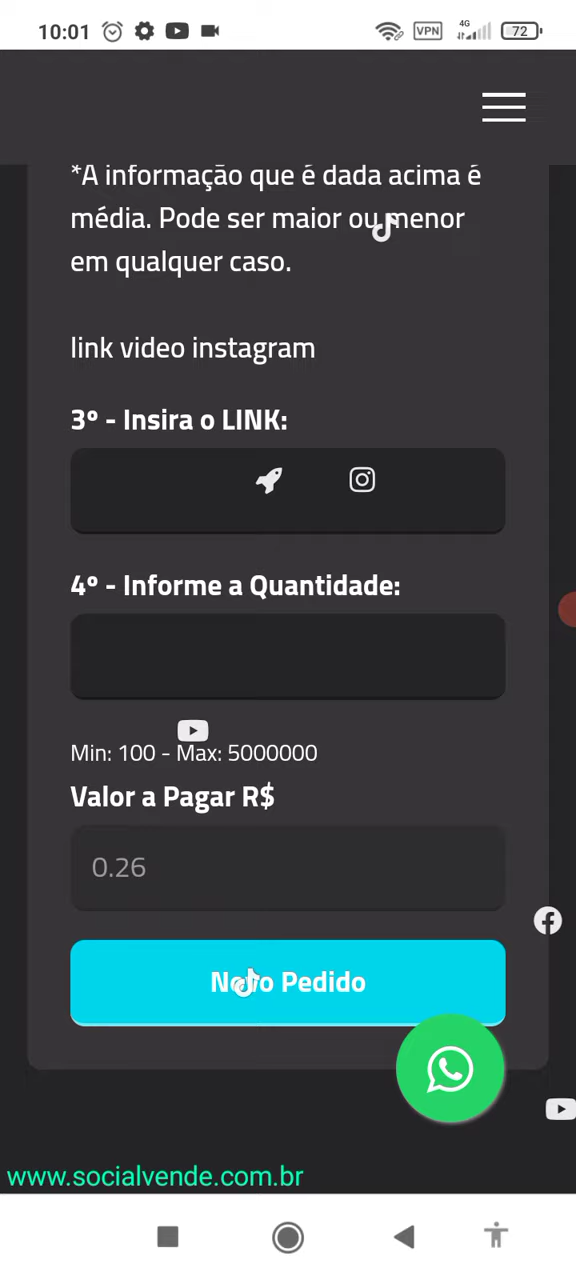 10:01
VPN
4G
72
*A informação que é dada acima é
média. Pode ser maior ou menor
em qualquer caso.
link video instagram
3º - Insira o LINK:
4º - Informe a Quantidade:
Min: 100 - Max: 5000000
Valor a Pagar R$
0.26
Novo Pedido
www.socialvende.com.br